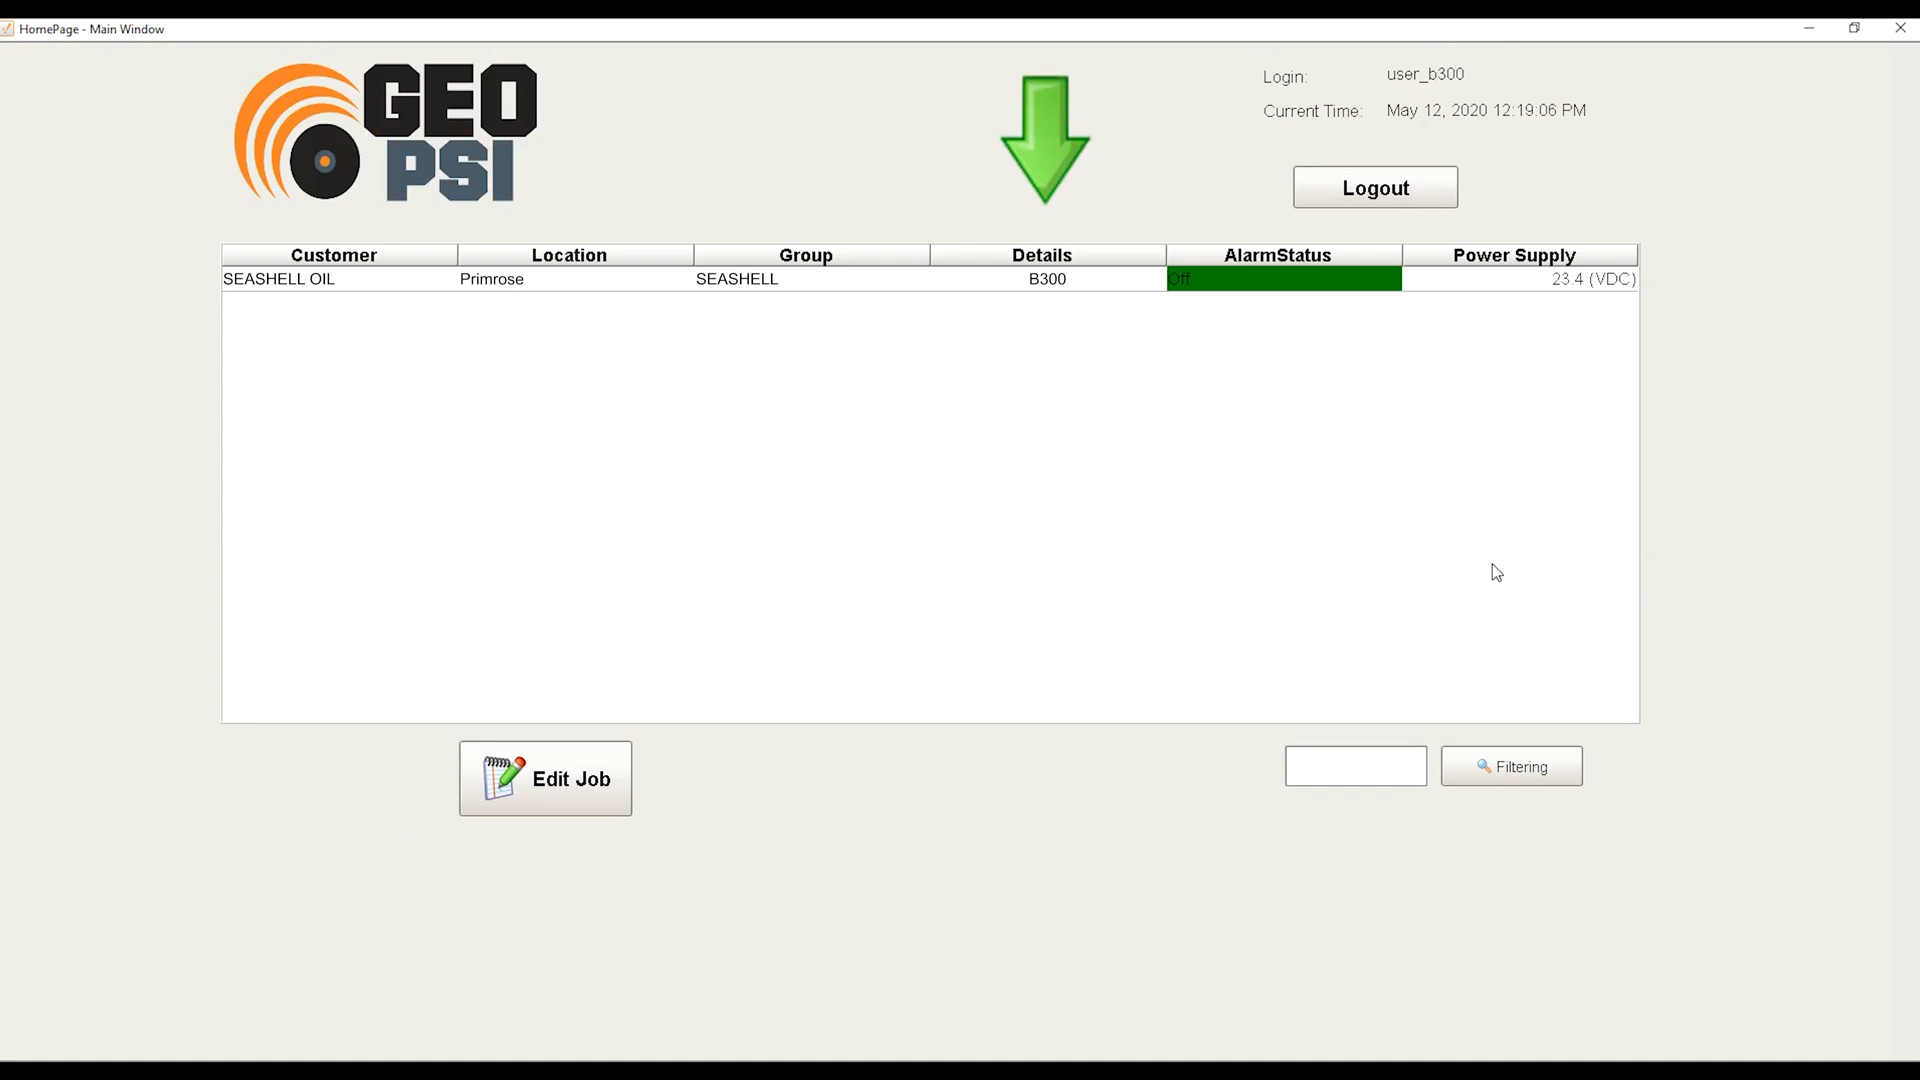 HomePage - Main Window
GEO
PSI
Login: user_b300
Current Time: May 12, 2020 12:19:06 PM
Logout
Customer Location Group Details AlarmStatus Power Supply
SEASHELL OIL Primrose SEASHELL B300 Off 23.4 (VDC)
Edit Job
Filtering